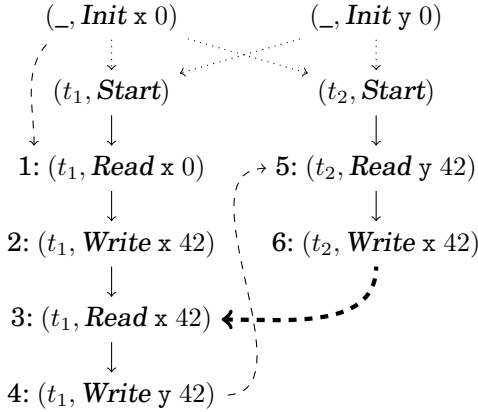 (_, Init x 0) (_, Init y 0)
(t₁, Start) (t₂, Start)
1: (t₁, Read x 0) 5: (t₂, Read y 42)
2: (t₁, Write x 42) 6: (t₂, Write x 42)
3: (t₁, Read x 42)
4: (t₁, Write y 42)